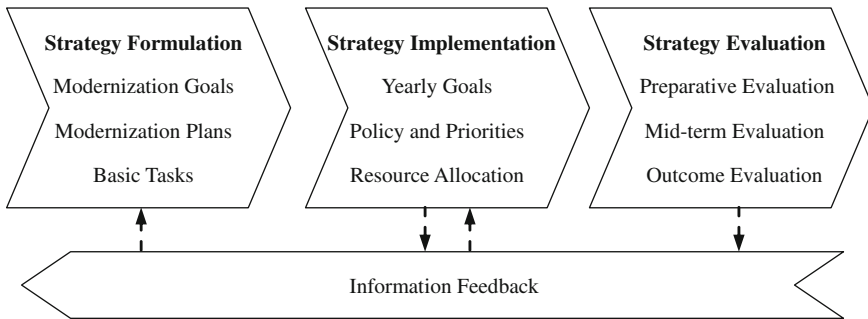 Strategy Formulation
Modernization Goals
Modernization Plans
Basic Tasks
Strategy Implementation
Yearly Goals
Policy and Priorities
Resource Allocation
Strategy Evaluation
Preparative Evaluation
Mid-term Evaluation
Outcome Evaluation
Information Feedback